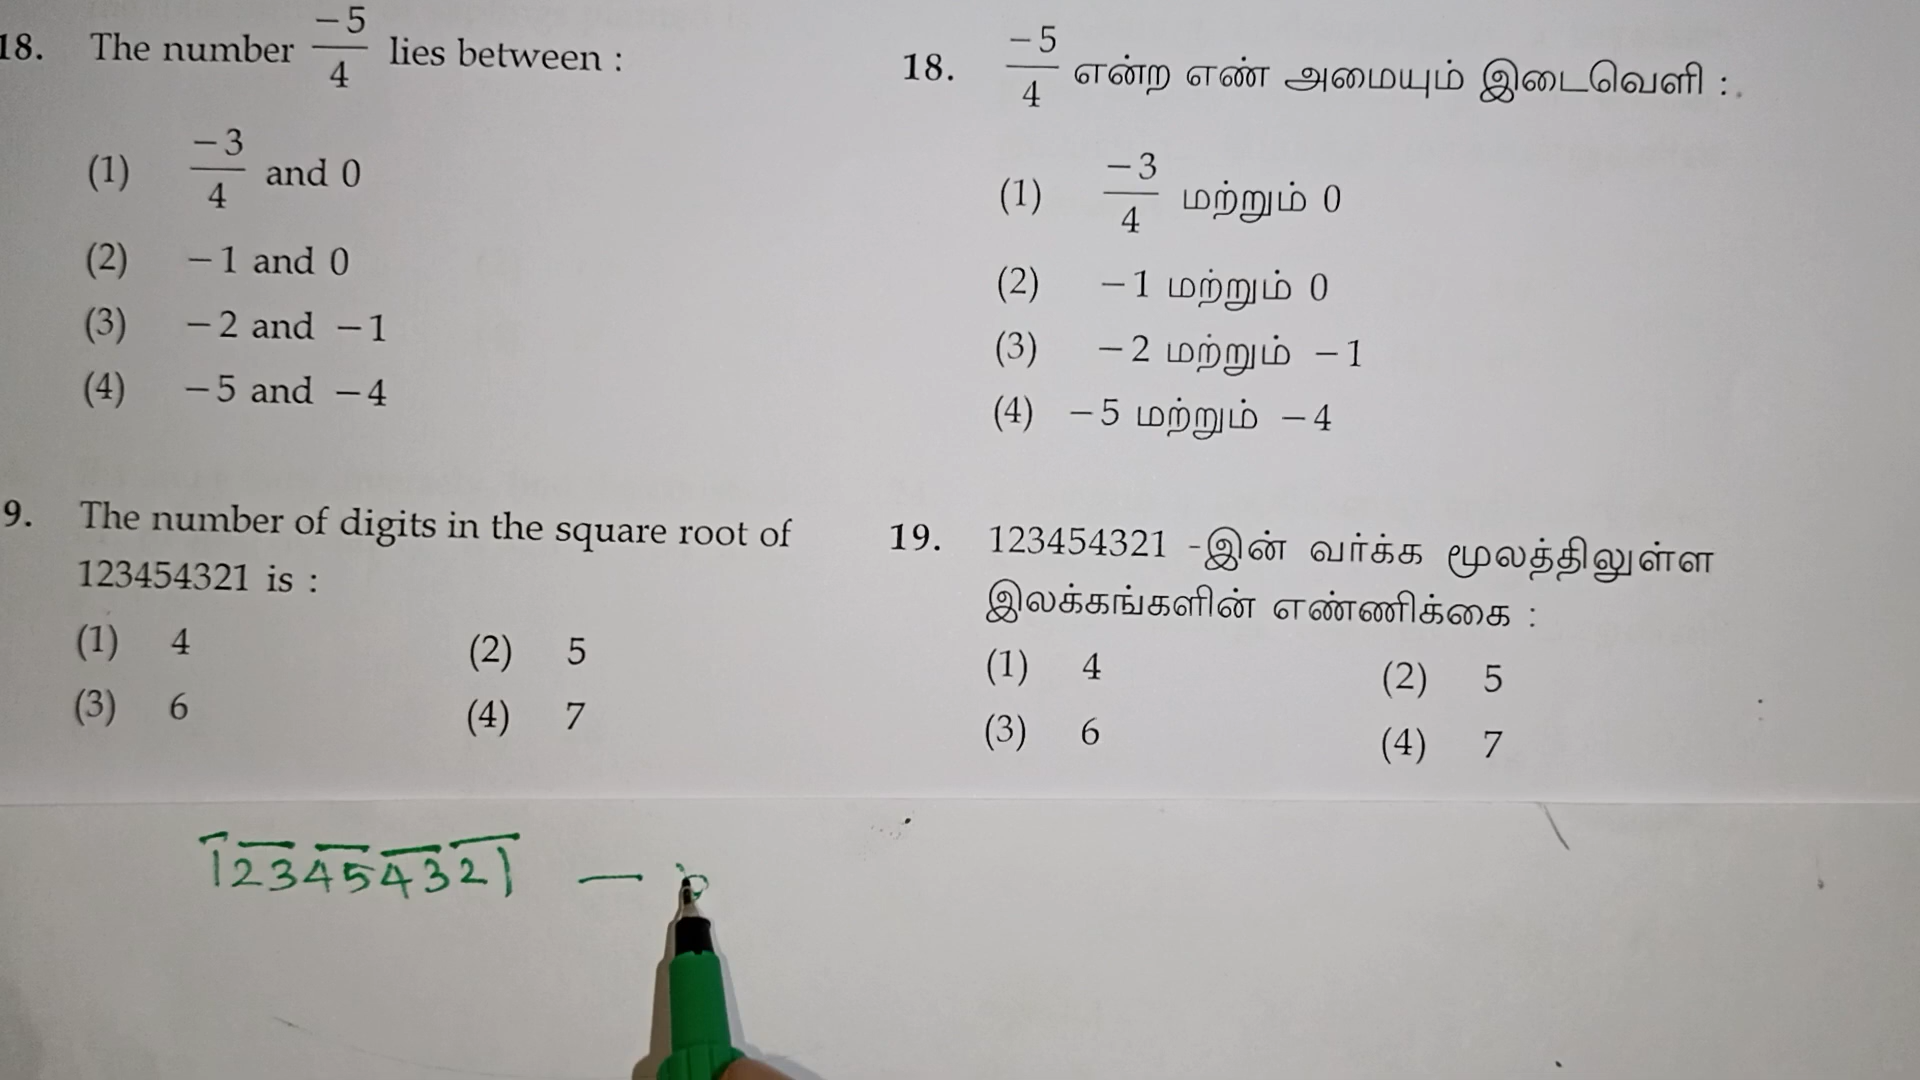 18. The number -5/4 lies between :
(1) -3/4 and 0
(2) -1 and 0
(3) -2 and -1
(4) -5 and -4
9. The number of digits in the square root of
123454321 is :
(1) 4 (2) 5
(3) 6 (4) 7
18. -5/4 என்ற எண் அமையும் இடைவெளி :
(1) -3/4 மற்றும் 0
(2) -1 மற்றும் 0
(3) -2 மற்றும் -1
(4) -5 மற்றும் -4
19. 123454321 -இன் வர்க்க மூலத்திலுள்ள
இலக்கங்களின் எண்ணிக்கை :
(1) 4 (2) 5
(3) 6 (4) 7
123454321 —